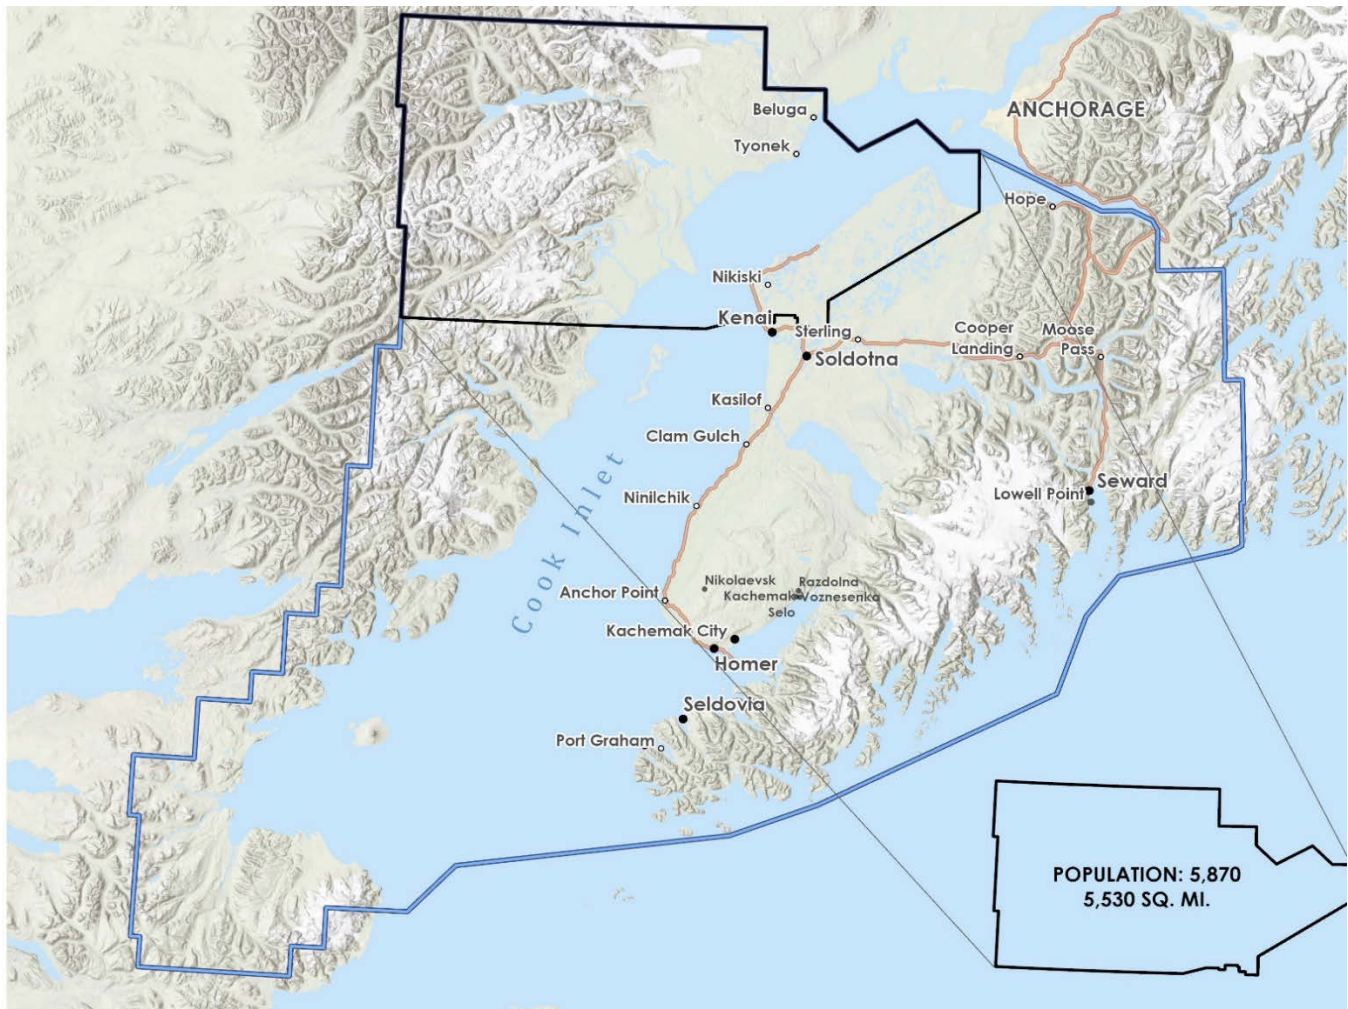 ANCHORAGE
Beluga
Tyonek
Hope
Nikiski
Kenai
Sterling
Soldotna
Cooper
Landing
Moose
Pass
Kasilof
Clam Gulch
Cook Inlet
Ninilchik
Seward
Lowell Point
Anchor Point
Nikolaevsk
Razdolna
Kachemak
Selo
Voznesenka
Kachemak City
Homer
Seldovia
Port Graham
POPULATION: 5,870
5,530 SQ. MI.